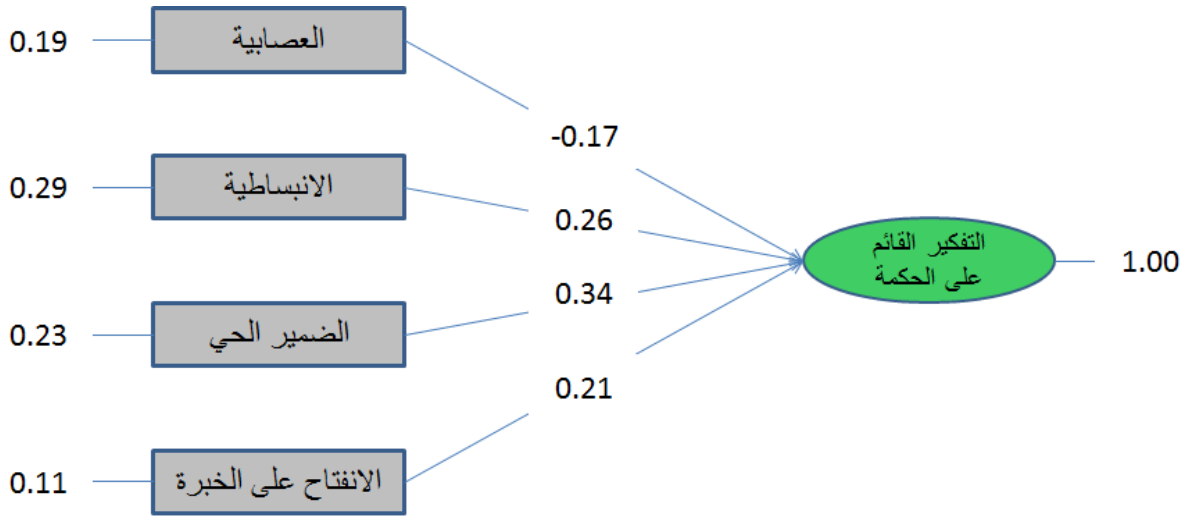 0.19
العصابية
-0.17
0.29
الانبساطية
0.26
التفكير القائم
على الحكمة
1.00
0.23
الضمير الحي
0.34
0.21
0.11
الانفتاح على الخبرة